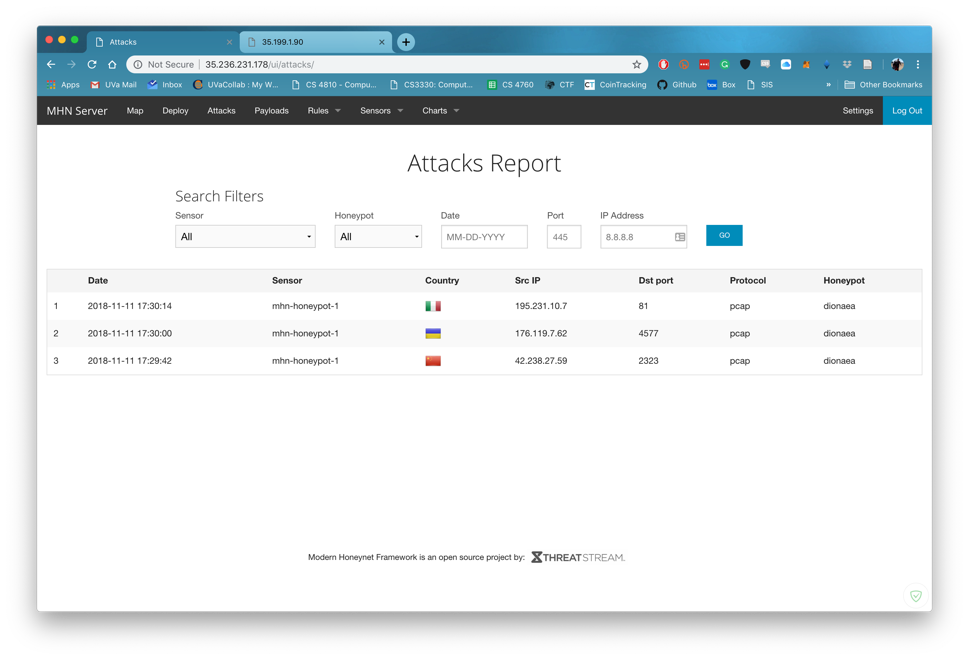 Attacks
35.199.1.90
Not Secure | 35.236.231.178/ui/attacks/
Apps UVa Mail Inbox UVaCollab : My W... CS 4810 - Compu... CS3330: Comput... CS 4760 CTF CoinTracking Github Box SIS » Other Bookmarks
MHN Server Map Deploy Attacks Payloads Rules Sensors Charts Settings Log Out
Attacks Report
Search Filters
Sensor Honeypot Date Port IP Address
All All MM-DD-YYYY 445 8.8.8.8 GO
Date Sensor Country Src IP Dst port Protocol Honeypot
1 2018-11-11 17:30:14 mhn-honeypot-1 195.231.10.7 81 pcap dionaea
2 2018-11-11 17:30:00 mhn-honeypot-1 176.119.7.62 4577 pcap dionaea
3 2018-11-11 17:29:42 mhn-honeypot-1 42.238.27.59 2323 pcap dionaea
Modern Honeynet Framework is an open source project by: THREATSTREAM.